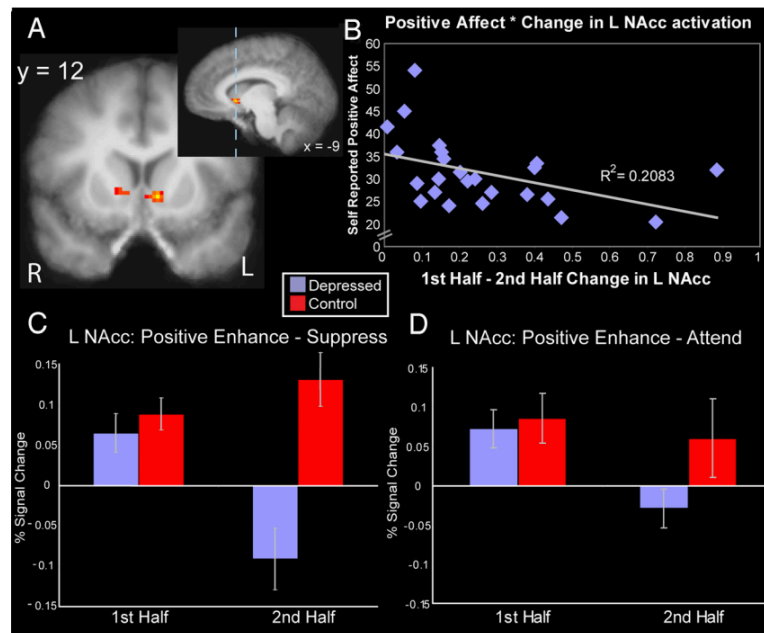 A
y = 12
x = -9
R
L
B
Positive Affect * Change in L NAcc activation
Self Reported Positive Affect
60
55
50
45
40
35
30
25
20
0
R²= 0.2083
0
0.1
0.2
0.3
0.4
0.5
0.6
0.7
0.8
0.9
1
1st Half - 2nd Half Change in L NAcc
Depressed
Control
C
L NAcc: Positive Enhance - Suppress
% Signal Change
0.15
0.1
0.05
0
-0.05
-0.1
-0.15
1st Half
2nd Half
D
L NAcc: Positive Enhance - Attend
% Signal Change
0.15
0.1
0.05
0
-0.05
-0.1
-0.15
1st Half
2nd Half